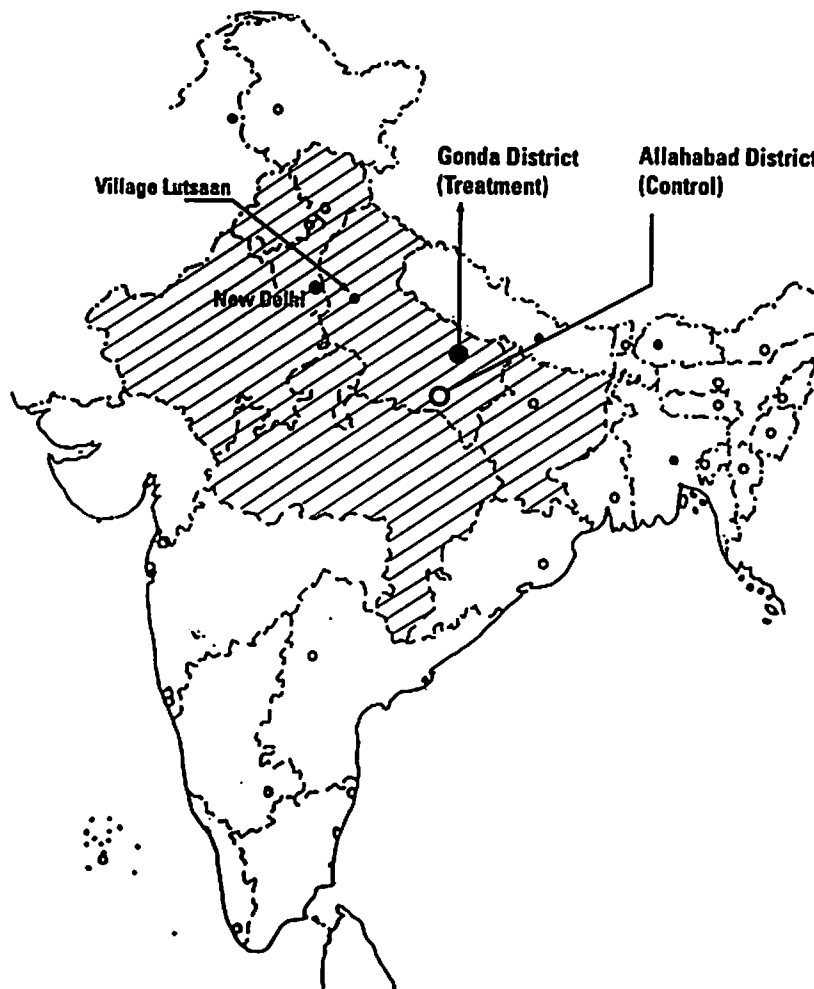 Gonda District
(Treatment)
Allahabad District
(Control)
Village Lutsaan
New Delhi